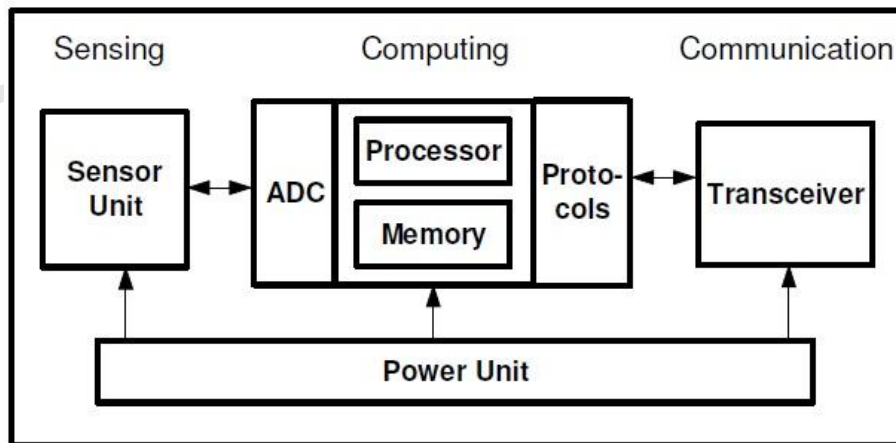 Sensing
Computing
Communication
Sensor
Unit
ADC
Processor
Memory
Proto-
cols
Transceiver
Power Unit